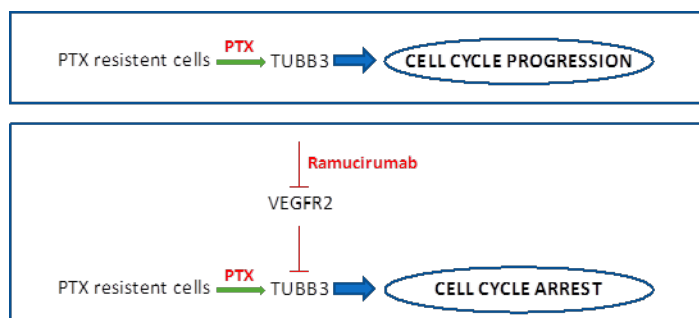 PTX
PTX resistent cells TUBB3 CELL CYCLE PROGRESSION
Ramucirumab
VEGFR2
PTX
PTX resistent cells TUBB3 CELL CYCLE ARREST